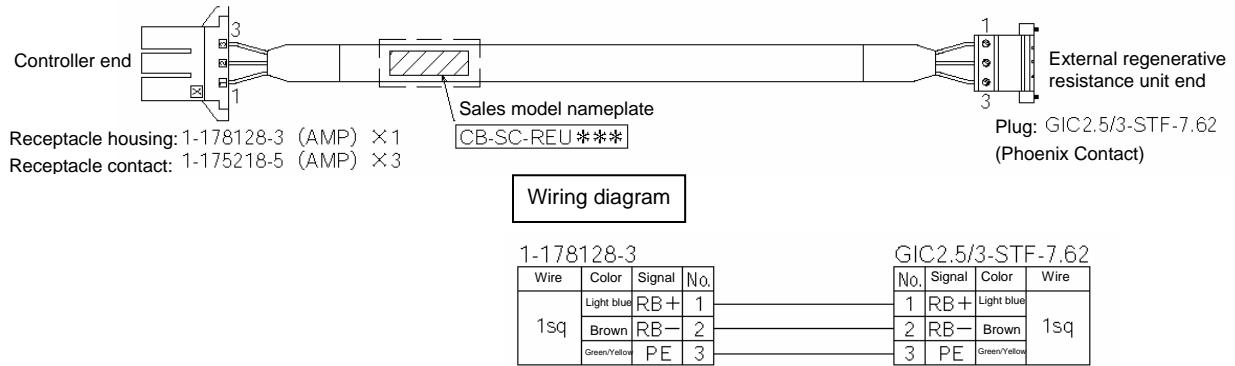 3
1
Controller end
External regenerative
resistance unit end
1
3
Sales model nameplate
CB-SC-REU***
Receptacle housing: 1-178128-3 (AMP) ×1
Receptacle contact: 1-175218-5 (AMP) ×3
Plug: GIC2.5/3-STF-7.62
(Phoenix Contact)
Wiring diagram
1-178128-3 GIC2.5/3-STF-7.62
Wire Color Signal No. No. Signal Color Wire
Light blue RB+ 1 1 RB+ Light blue
1sq Brown RB− 2 2 RB− Brown 1sq
Green/Yellow PE 3 3 PE Green/Yellow